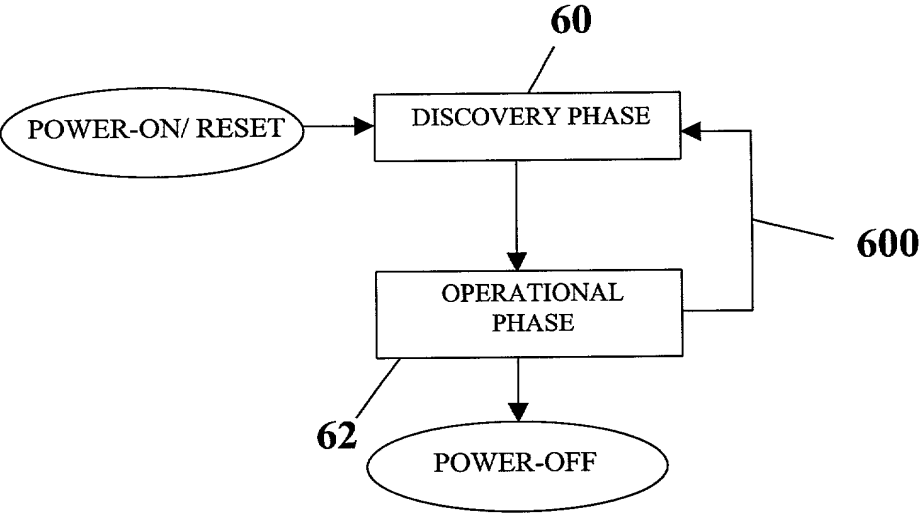 60
POWER-ON/ RESET
DISCOVERY PHASE
600
OPERATIONAL
PHASE
62
POWER-OFF